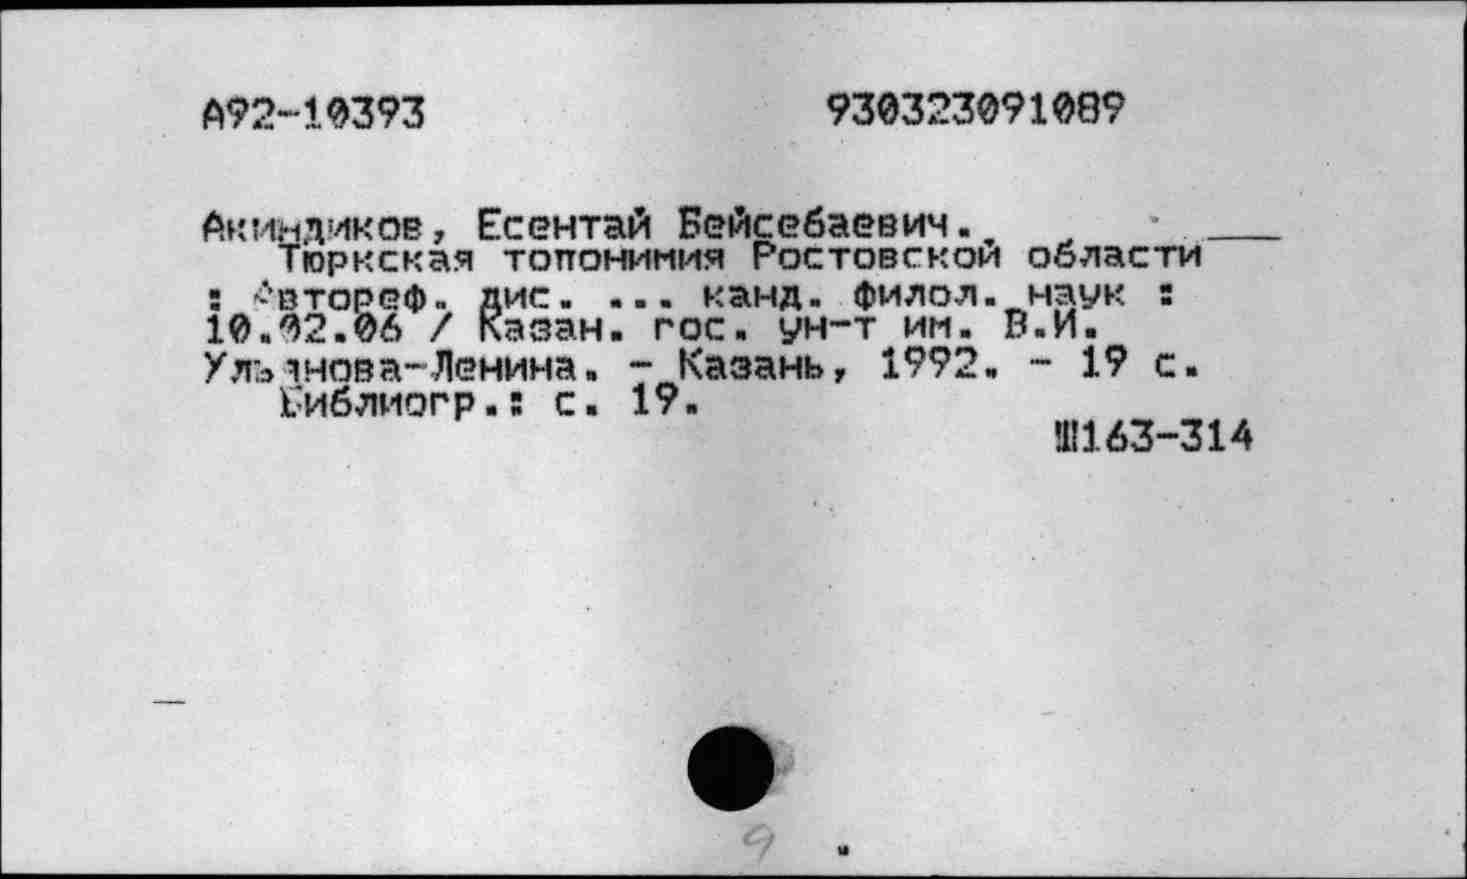 А92-10393 930323091089
Акиндиков, Есентай Бейсебаевич.
Тюркская топонимия Ростовской области
: Автореф. дис. ... канд. филол. наук :
10.02.06 / Казан. гос. ун-т им. В.И.
Ульянова-Ленина. - Казань, 1992. - 19 с.
Библиогр.: с. 19.
Ш163-314